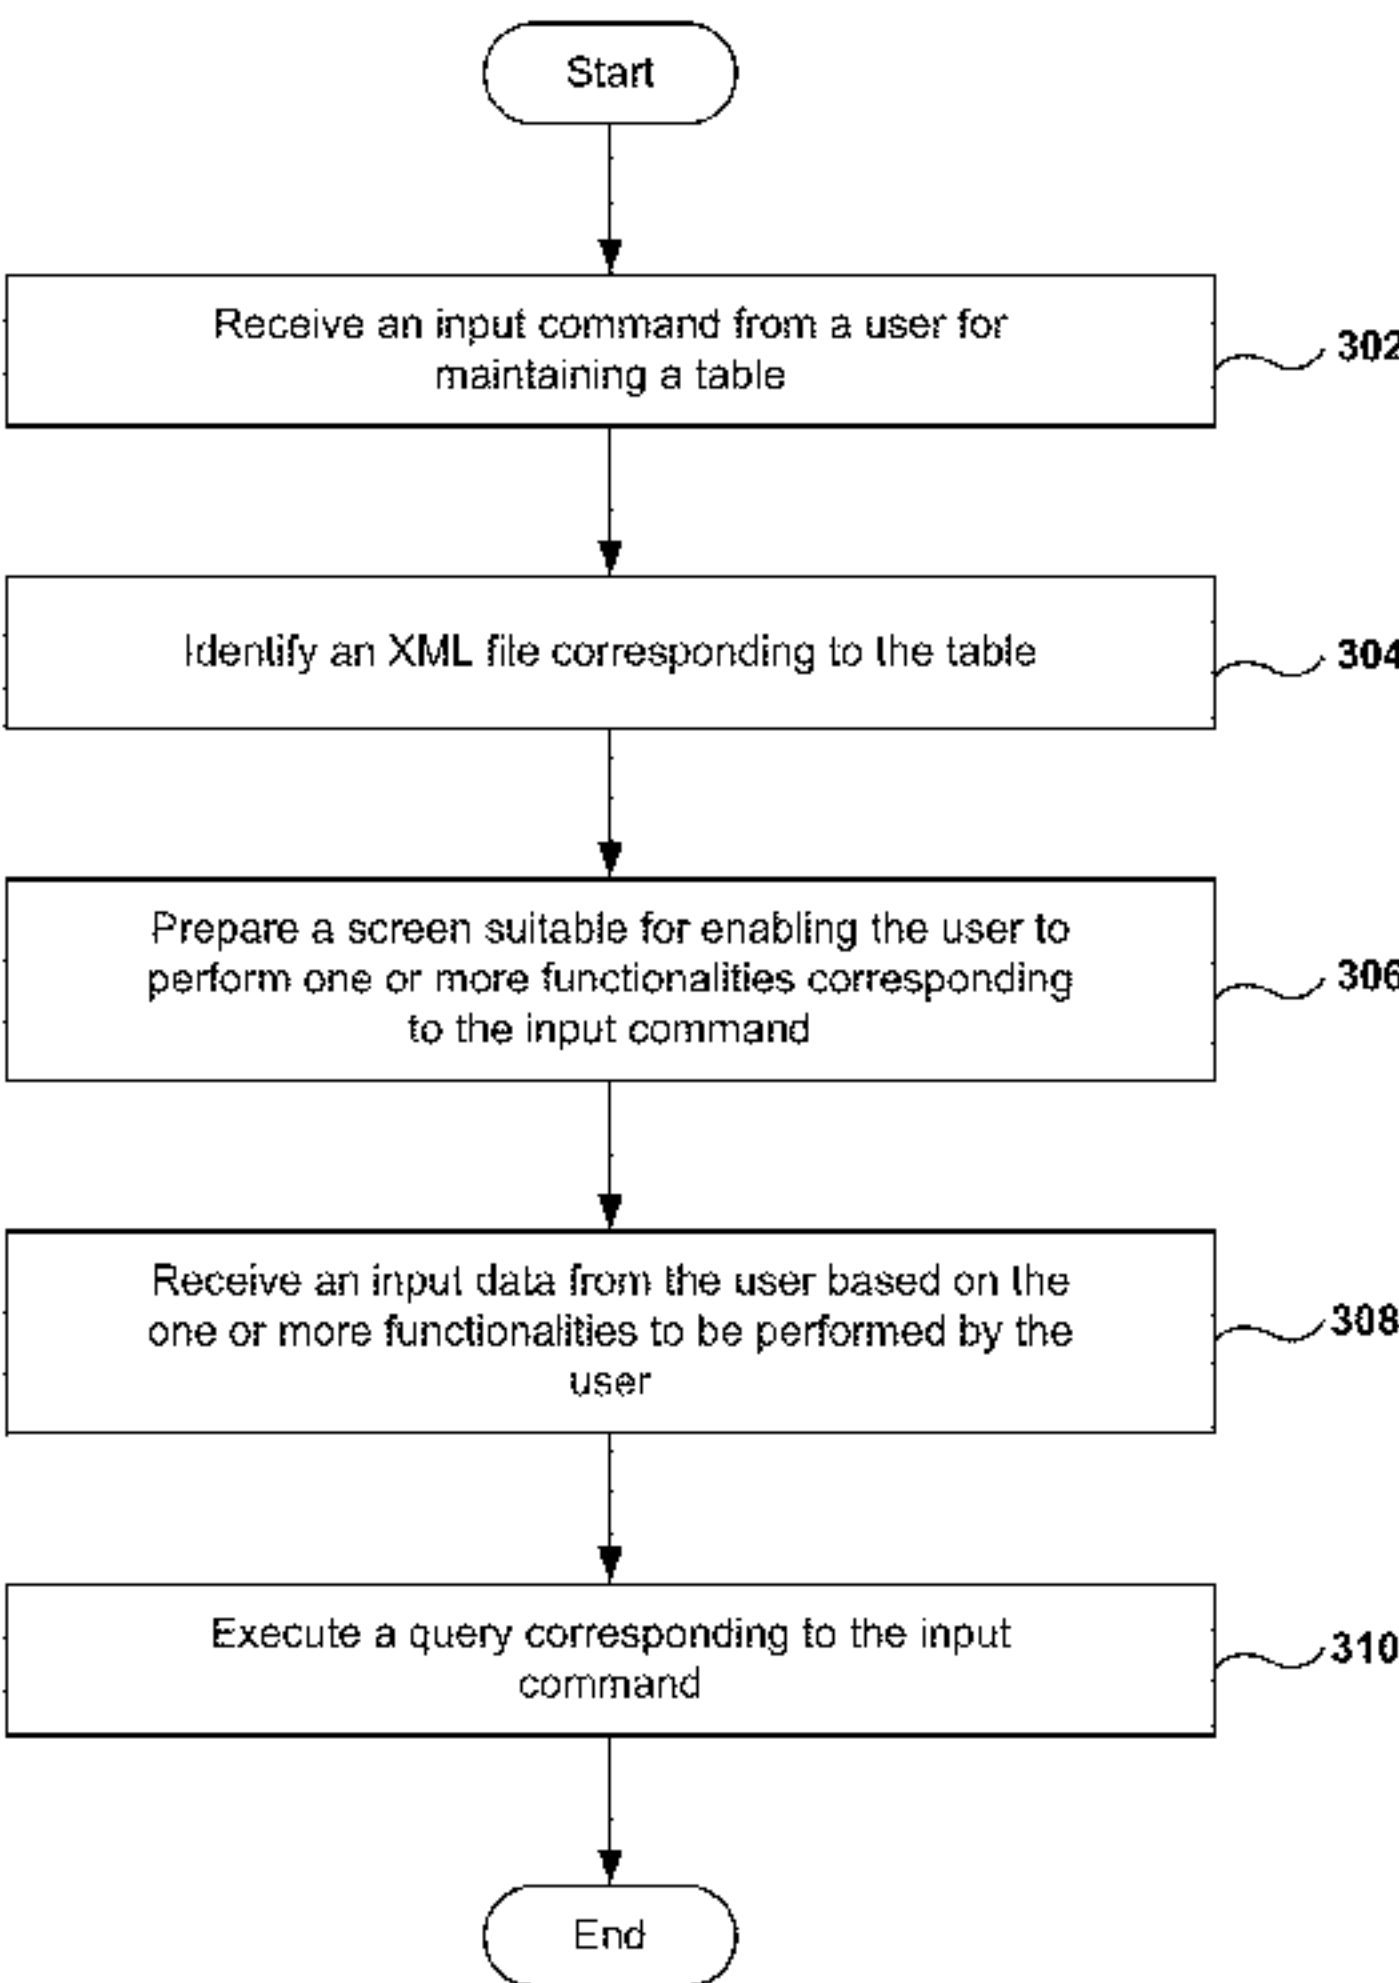 Start
Receive an input command from a user for
maintaining a table
302
Identify an XML file corresponding to the table
304
Prepare a screen suitable for enabling the user to
perform one or more functionalities corresponding
to the input command
306
Receive an input data from the user based on the
one or more functionalities to be performed by the
user
308
Execute a query corresponding to the input
command
310
End